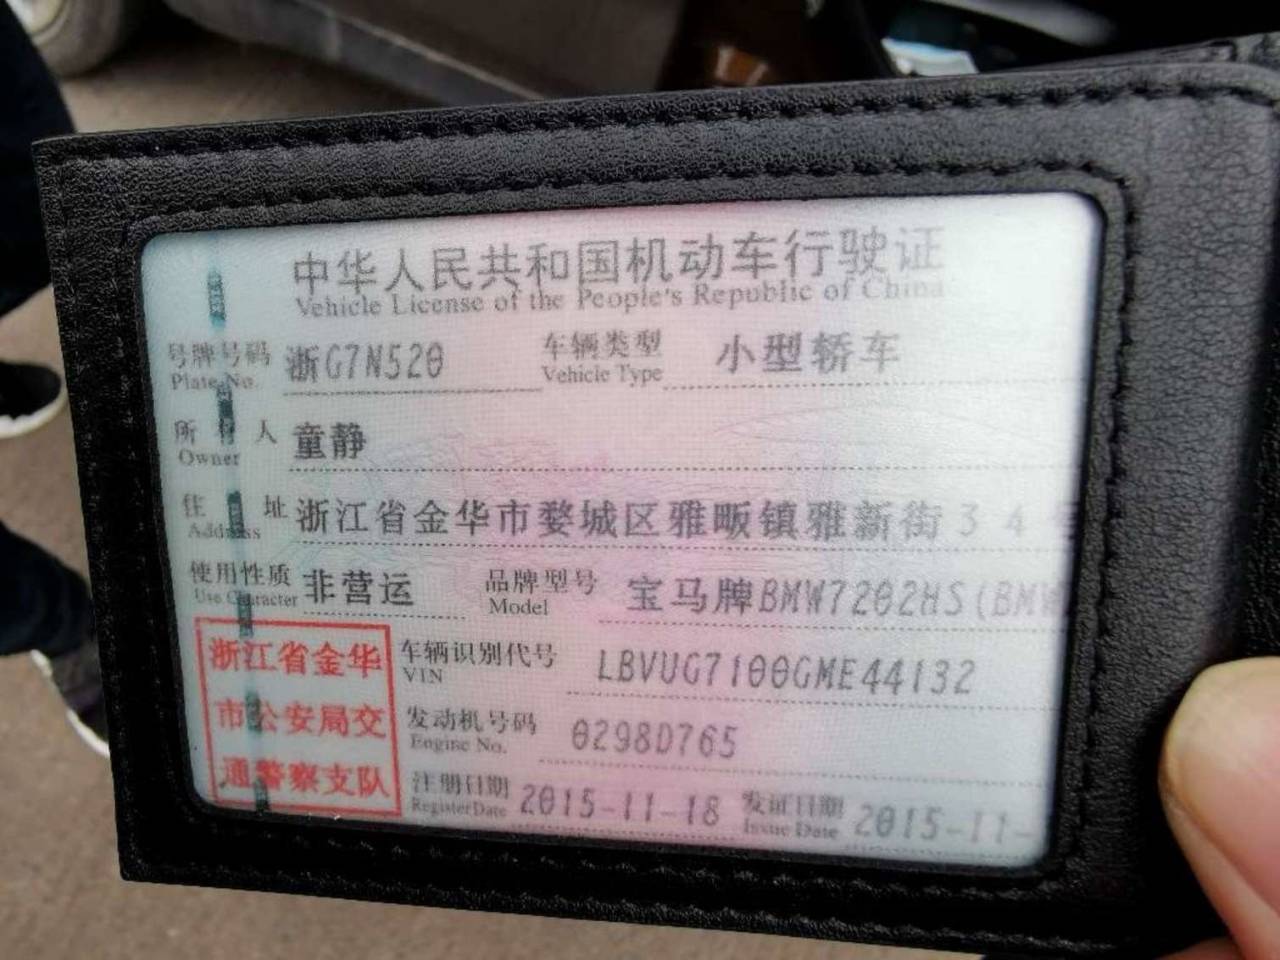 中华人民共和国机动车行驶证
Vehicle License of the People's Republic of China
号牌号码 浙G7N520 车辆类型 小型轿车
Plate No. Vehicle Type
所有人 童静
Owner
住址 浙江省金华市婺城区雅畈镇雅新街34号
Address
使用性质 非营运 品牌型号 宝马牌BMW7202HS(BMW
Use Character Model
浙江省金华
市公安局交
通警察支队
车辆识别代号 LBVUG7100GME44132
VIN
发动机号码 0298D765
Engine No.
注册日期 2015-11-18 发证日期 2015-11-
Register Date Issue Date